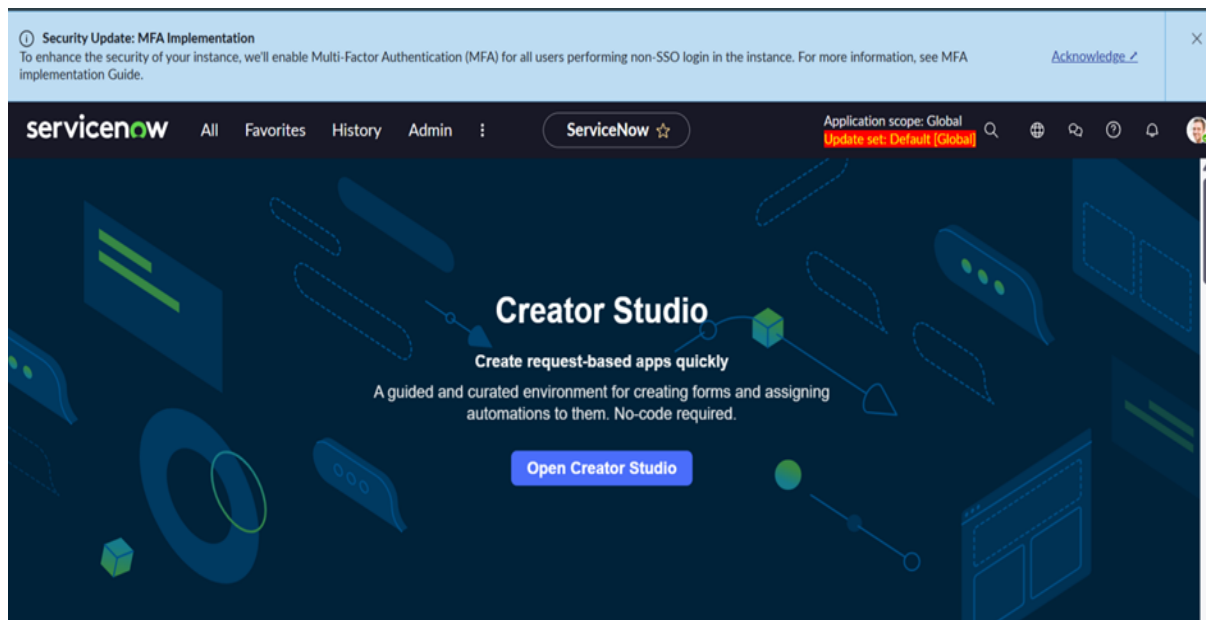 Security Update: MFA Implementation
To enhance the security of your instance, we'll enable Multi-Factor Authentication (MFA) for all users performing non-SSO login in the instance. For more information, see MFA
implementation Guide.
Acknowledge
servicenow All Favorites History Admin ServiceNow
Application scope: Global
Update set: Default [Global]
Creator Studio
Create request-based apps quickly
A guided and curated environment for creating forms and assigning
automations to them. No-code required.
Open Creator Studio